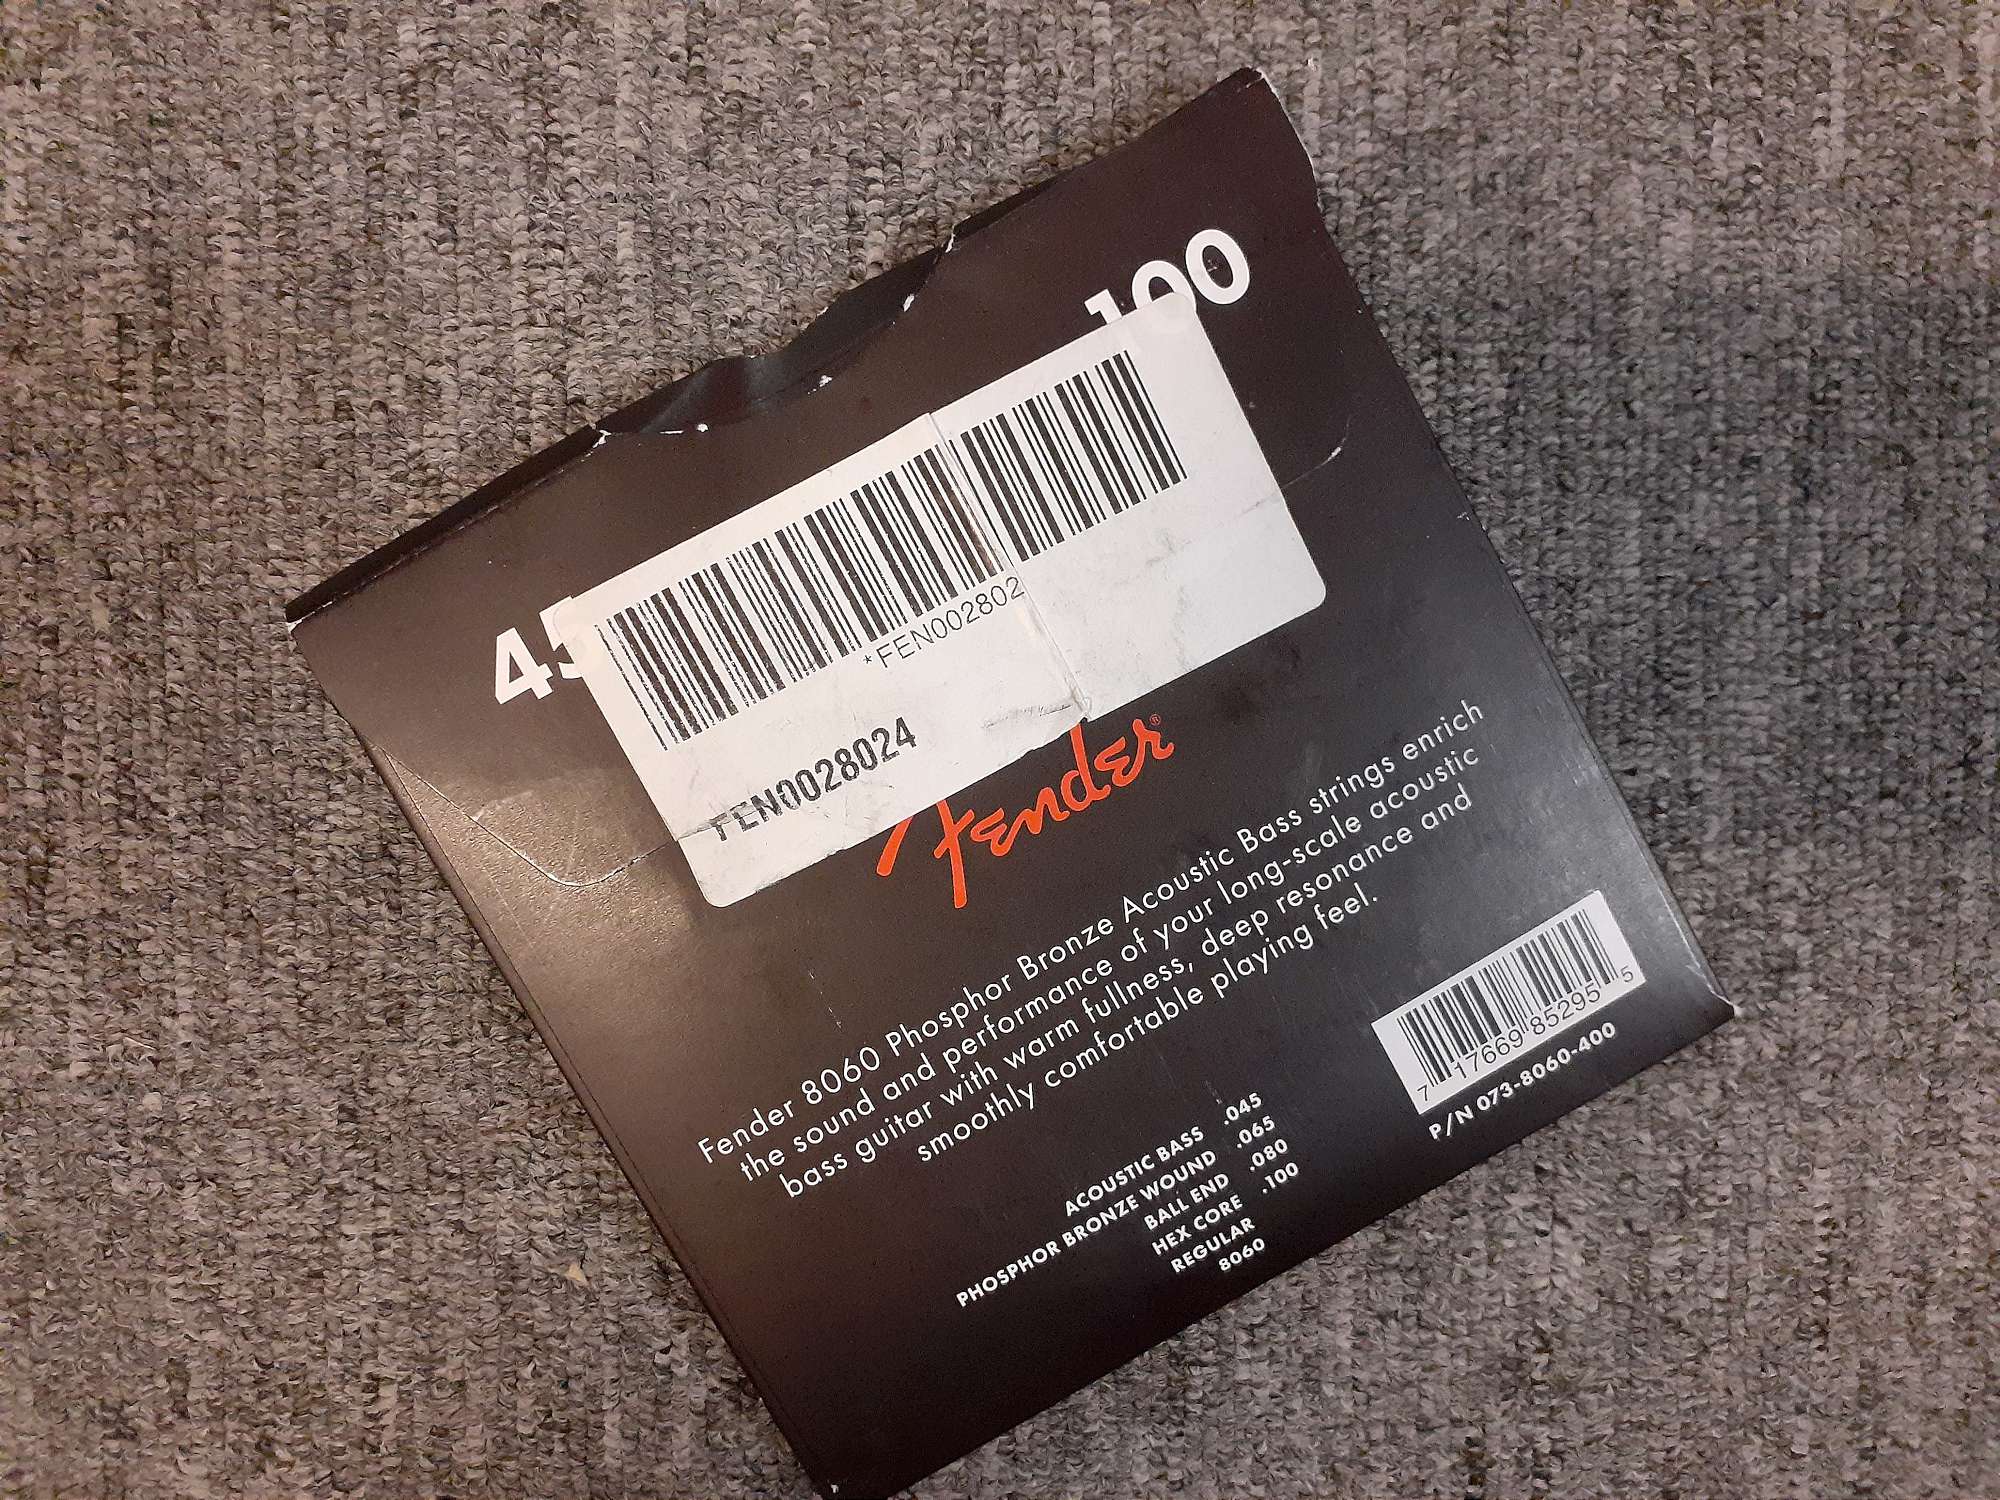 45
100
*FEN002802
FEN0028024
Fender®
Fender 8060 Phosphor Bronze Acoustic Bass strings enrich
the sound and performance of your long-scale acoustic
bass guitar with warm fullness, deep resonance and
smoothly comfortable playing feel.
ACOUSTIC BASS .045
PHOSPHOR BRONZE WOUND .065
BALL END .080
HEX CORE .100
REGULAR
8060
7 17669 85295 5
P/N 073-8060-400